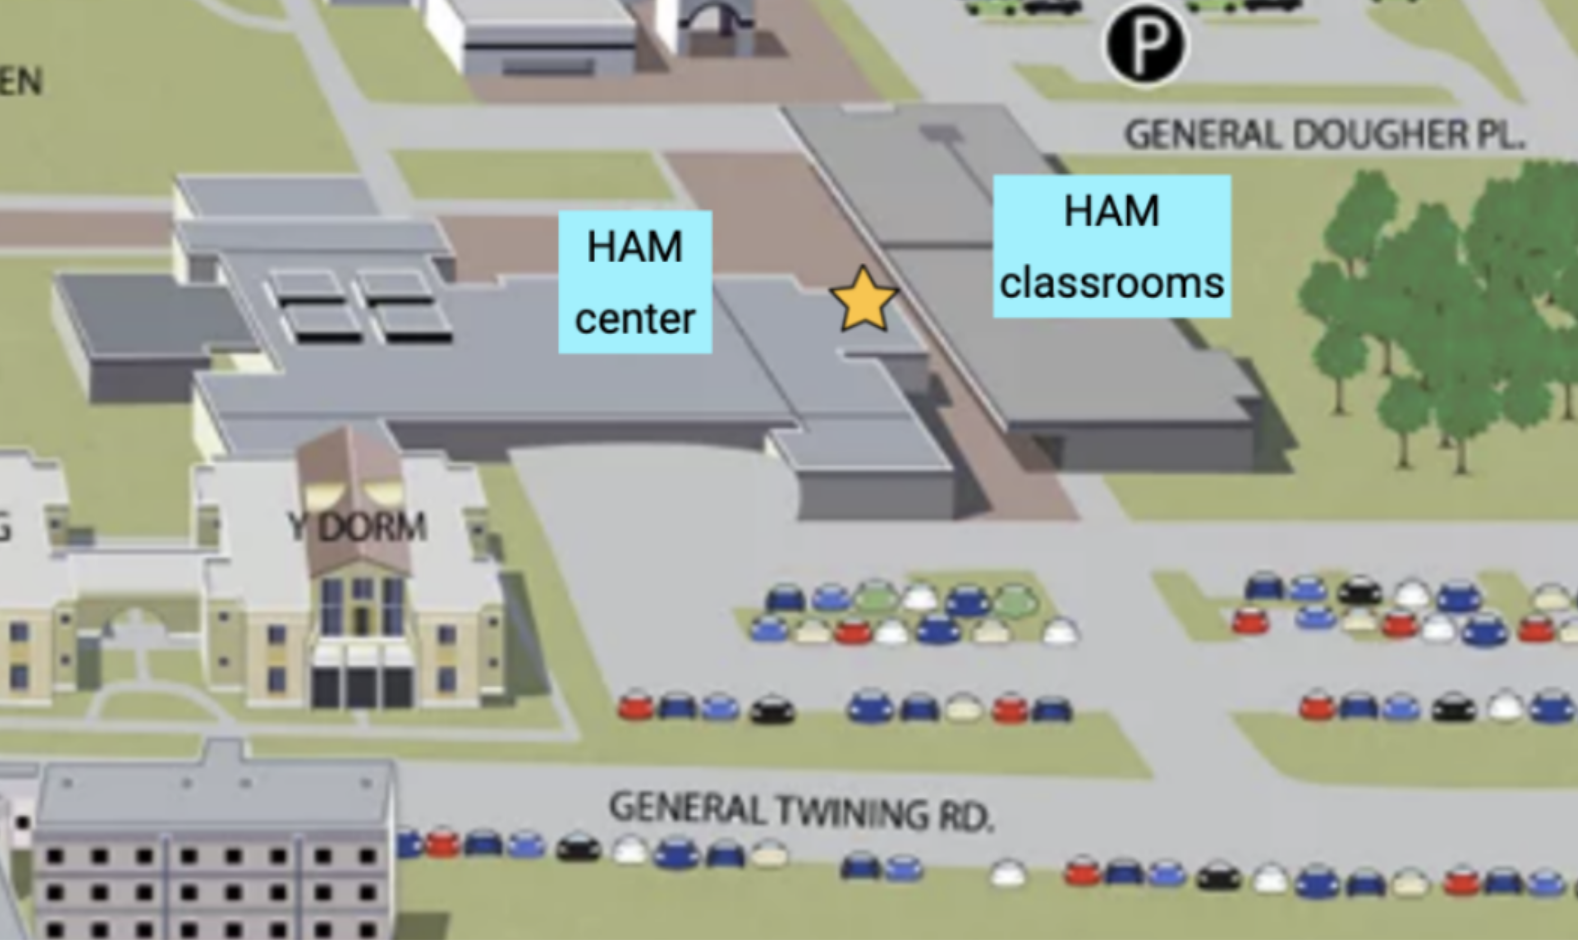 P
EN
GENERAL DOUGHER PL.
HAM
center
HAM
classrooms
G
Y DORM
GENERAL TWINING RD.